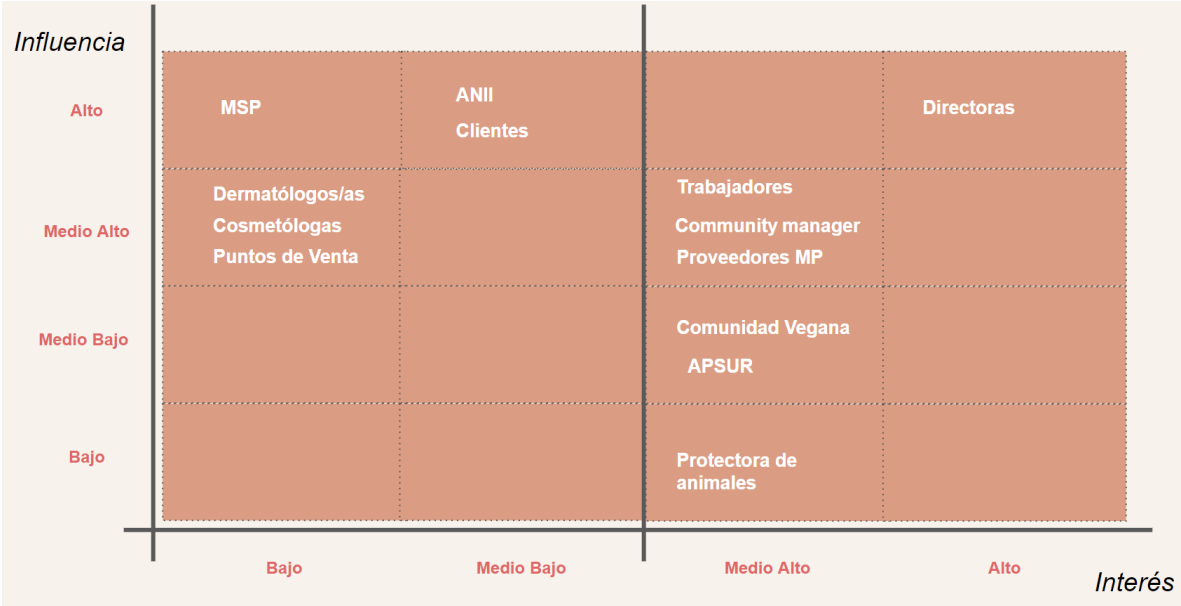 Influencia
Alto
MSP
ANII
Clientes
Directoras
Medio Alto
Dermatólogos/as
Cosmetólogas
Puntos de Venta
Trabajadores
Community manager
Proveedores MP
Medio Bajo
Comunidad Vegana
APSUR
Bajo
Protectora de
animales
Bajo
Medio Bajo
Medio Alto
Alto
Interés